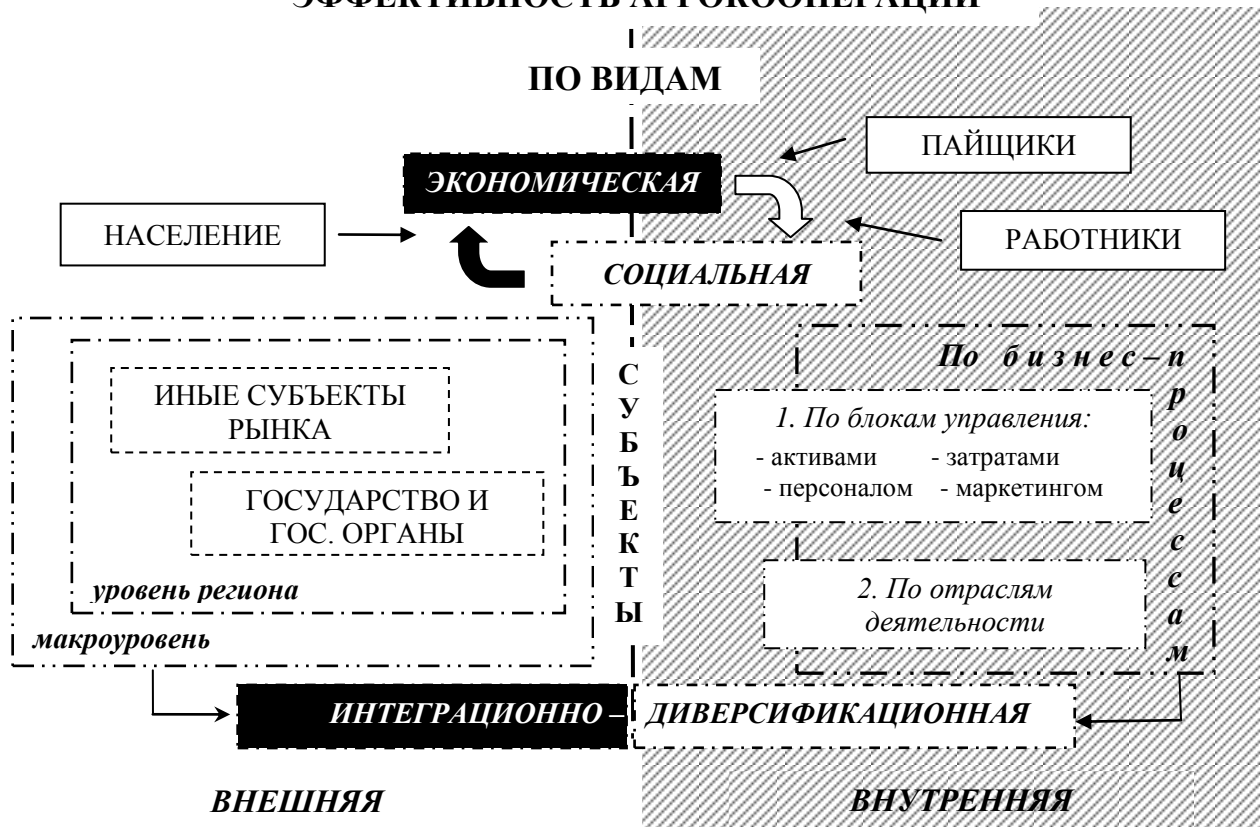 ЭФФЕКТИВНОСТЬ АГРОКООПЕРАЦИИ
ПО ВИДАМ
ПАЙЩИКИ
ЭКОНОМИЧЕСКАЯ
НАСЕЛЕНИЕ
РАБОТНИКИ
СОЦИАЛЬНАЯ
ИНЫЕ СУБЪЕКТЫ
РЫНКА
ГОСУДАРСТВО И
ГОС. ОРГАНЫ
уровень региона
макроуровень
СУБЪЕКТЫ
По бизнес – процессам
1. По блокам управления:
- активами - затратами
- персоналом - маркетингом
2. По отраслям
деятельности
ИНТЕГРАЦИОННО – ДИВЕРСИФИКАЦИОННАЯ
ВНЕШНЯЯ
ВНУТРЕННЯЯ